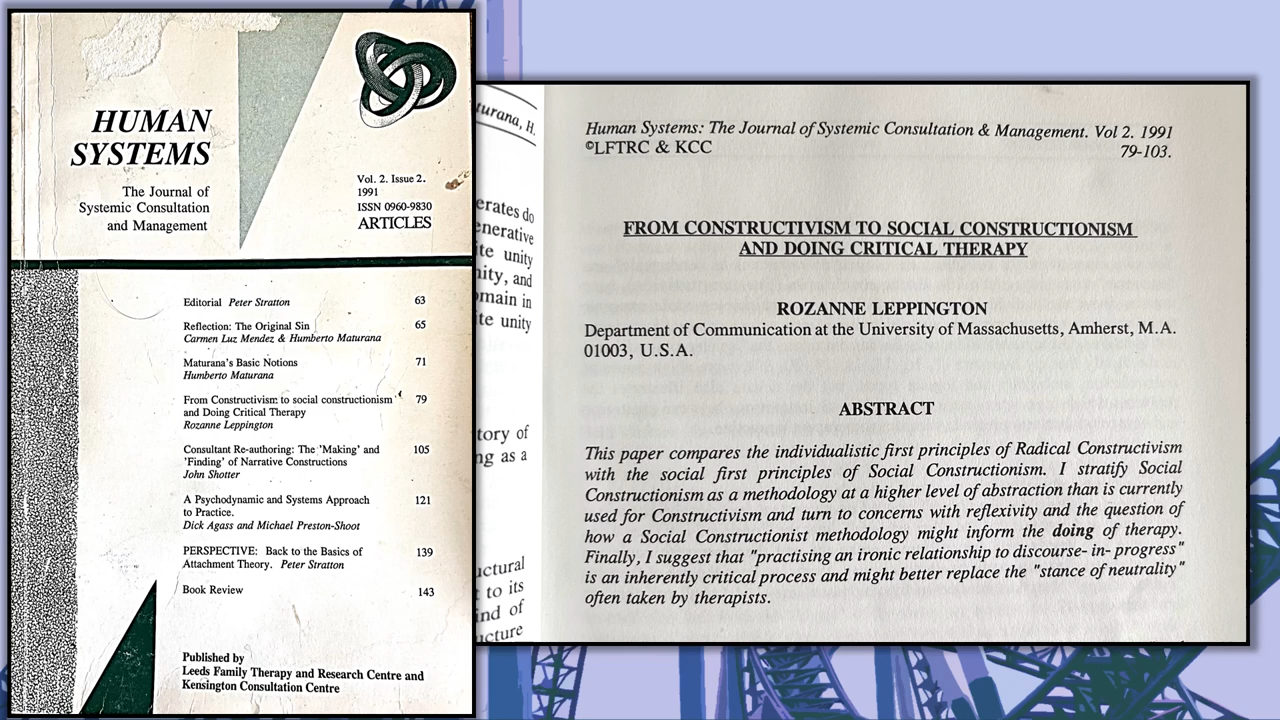 HUMAN
SYSTEMS
The Journal of
Systemic Consultation
and Management
Vol. 2. Issue 2.
1991
ISSN 0960-9830
ARTICLES
Editorial Peter Stratton 63
Reflection: The Original Sin 65
Carmen Luz Mendez & Humberto Maturana
Maturana's Basic Notions 71
Humberto Maturana
From Constructivism to social constructionism 79
and Doing Critical Therapy
Rozanne Leppington
Consultant Re-authoring: The 'Making' and 105
'Finding' of Narrative Constructions
John Shotter
A Psychodynamic and Systems Approach 121
to Practice.
Dick Agass and Michael Preston-Shoot
PERSPECTIVE: Back to the Basics of 139
Attachment Theory. Peter Stratton
Book Review 143
Published by
Leeds Family Therapy and Research Centre and
Kensington Consultation Centre
H.
do
unity
and
in
unity
of
as a
to its
of
Human Systems: The Journal of Systemic Consultation & Management. Vol 2. 1991
©LFTRC & KCC 79-103.
FROM CONSTRUCTIVISM TO SOCIAL CONSTRUCTIONISM
AND DOING CRITICAL THERAPY
ROZANNE LEPPINGTON
Department of Communication at the University of Massachusetts, Amherst, M.A.
01003, U.S.A.
ABSTRACT
This paper compares the individualistic first principles of Radical Constructivism
with the social first principles of Social Constructionism. I stratify Social
Constructionism as a methodology at a higher level of abstraction than is currently
used for Constructivism and turn to concerns with reflexivity and the question of
how a Social Constructionist methodology might inform the doing of therapy.
Finally, I suggest that "practising an ironic relationship to discourse- in- progress"
is an inherently critical process and might better replace the "stance of neutrality"
often taken by therapists.